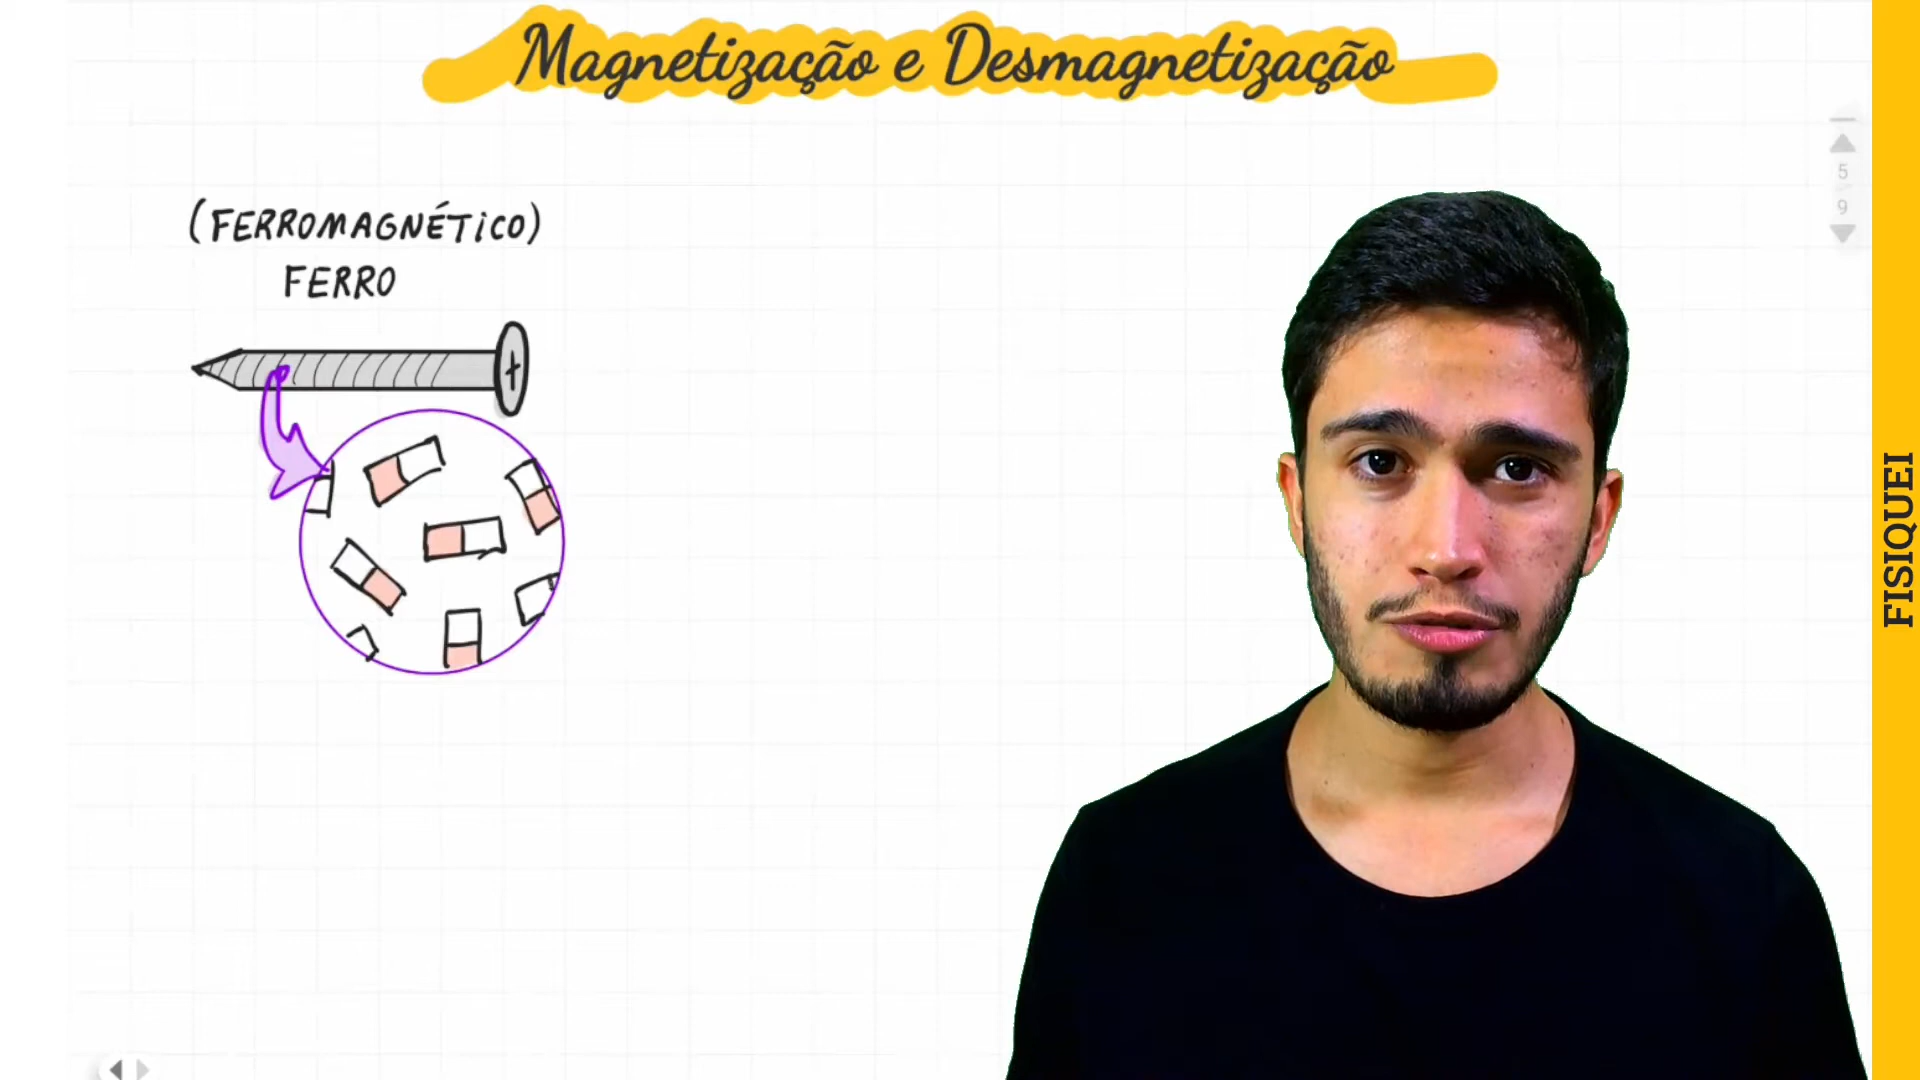 Magnetização e Desmagnetização
(FERROMAGNÉTICO)
FERRO
5
9
FISIQUEI